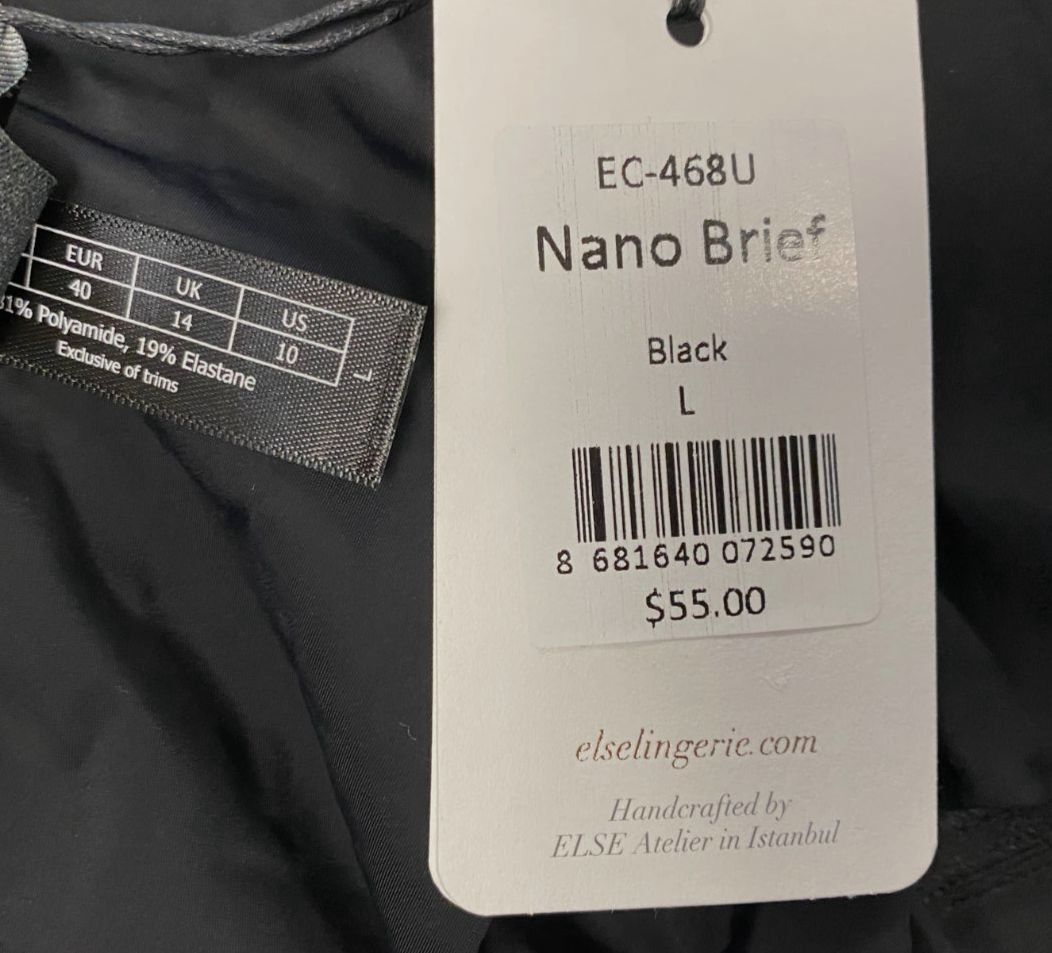 EUR UK US
40 14 10
1% Polyamide, 19% Elastane
Exclusive of trims
L
EC-468U
Nano Brief
Black
L
8 681640 072590
$55.00
elselingerie.com
Handcrafted by
ELSE Atelier in Istanbul